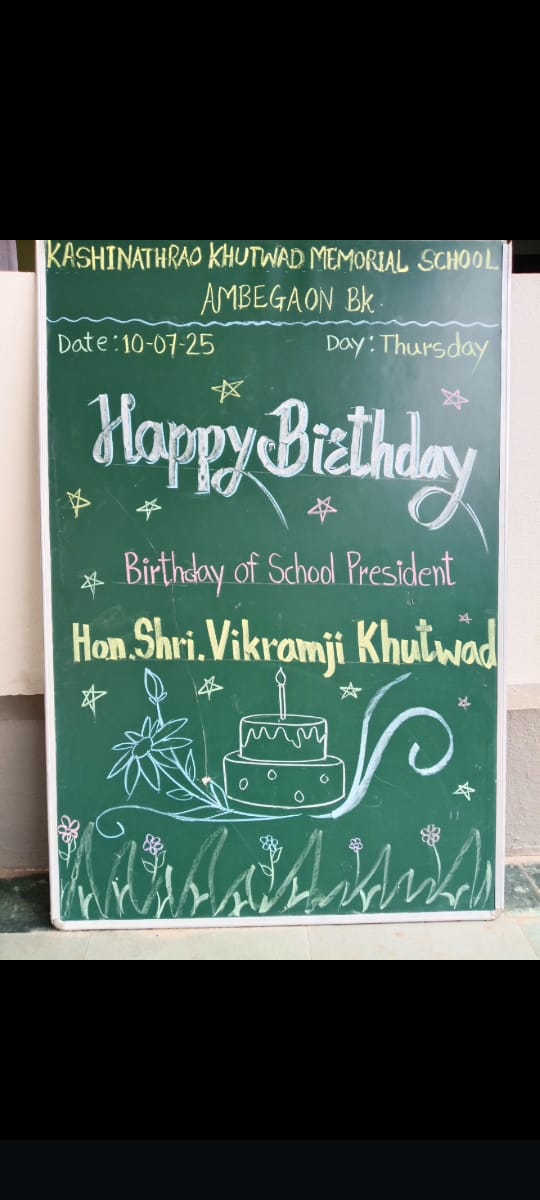 KASHINATHRAO KHUTWAD MEMORIAL SCHOOL
AMBEGAON Bk.
Date: 10-07-25 Day: Thursday
Happy Birthday
Birthday of School President
Hon. Shri. Vikramji Khutwad